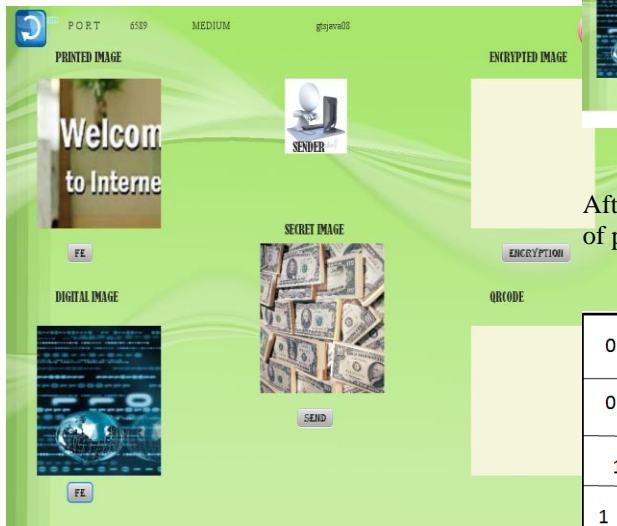 PORT 6589 MEDIUM gtsjava08
PRINTED IMAGE
ENCRYPTED IMAGE
Welcom
to Interne
SENDER
FE
SECRET IMAGE
ENCRYPTION
DIGITAL IMAGE
QRCODE
SEND
FE
Aft
of p
0
0
1
1